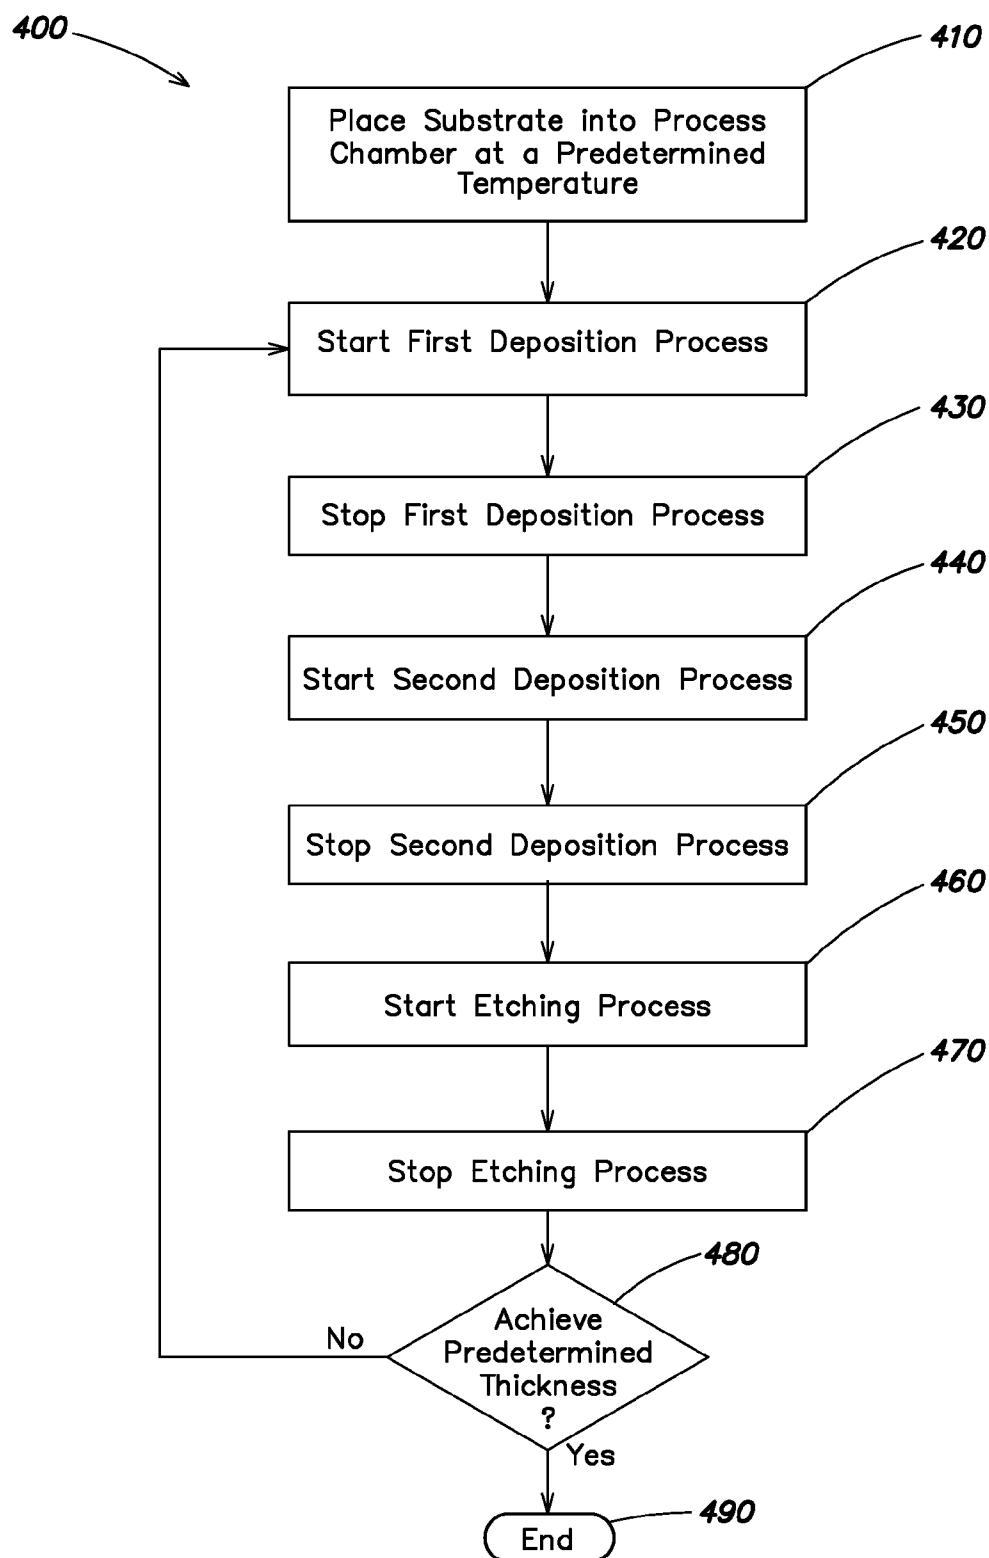 400
410
Place Substrate into Process
Chamber at a Predetermined
Temperature
420
Start First Deposition Process
430
Stop First Deposition Process
440
Start Second Deposition Process
450
Stop Second Deposition Process
460
Start Etching Process
470
Stop Etching Process
480
Achieve
Predetermined
Thickness
?
No
Yes
490
End